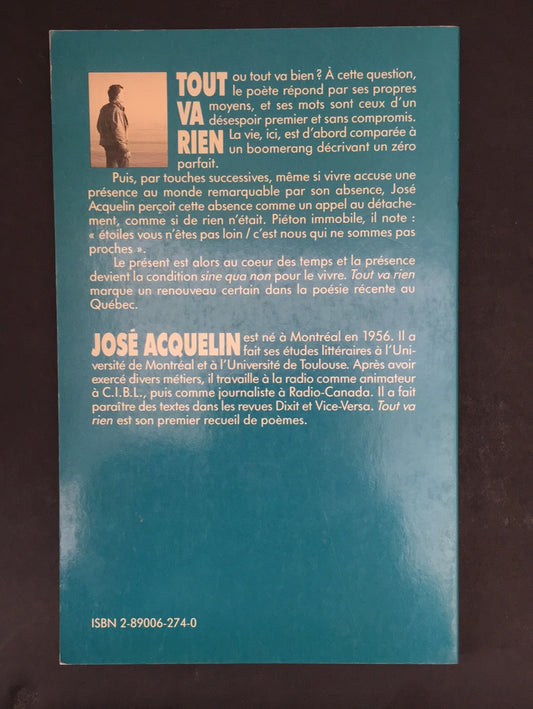 TOUT ou tout va bien ? À cette question,
le poète répond par ses propres
VA moyens, et ses mots sont ceux d'un
désespoir premier et sans compromis.
RIEN La vie, ici, est d'abord comparée à
un boomerang décrivant un zéro
parfait.
Puis, par touches successives, même si vivre accuse une
présence au monde remarquable par son absence, José
Acquelin perçoit cette absence comme un appel au détache-
ment, comme si de rien n'était. Piéton immobile, il note :
« étoiles vous n'êtes pas loin / c'est nous qui ne sommes pas
proches ».
Le présent est alors au coeur des temps et la présence
devient la condition sine qua non pour le vivre. Tout va rien
marque un renouveau certain dans la poésie récente au
Québec.
JOSÉ ACQUELIN est né à Montréal en 1956. Il a
fait ses études littéraires à l'Uni-
versité de Montréal et à l'Université de Toulouse. Après avoir
exercé divers métiers, il travaille à la radio comme animateur
à C.I.B.L., puis comme journaliste à Radio-Canada. Il a fait
paraître des textes dans les revues Dixit et Vice-Versa. Tout va
rien est son premier recueil de poèmes.
ISBN 2-89006-274-0